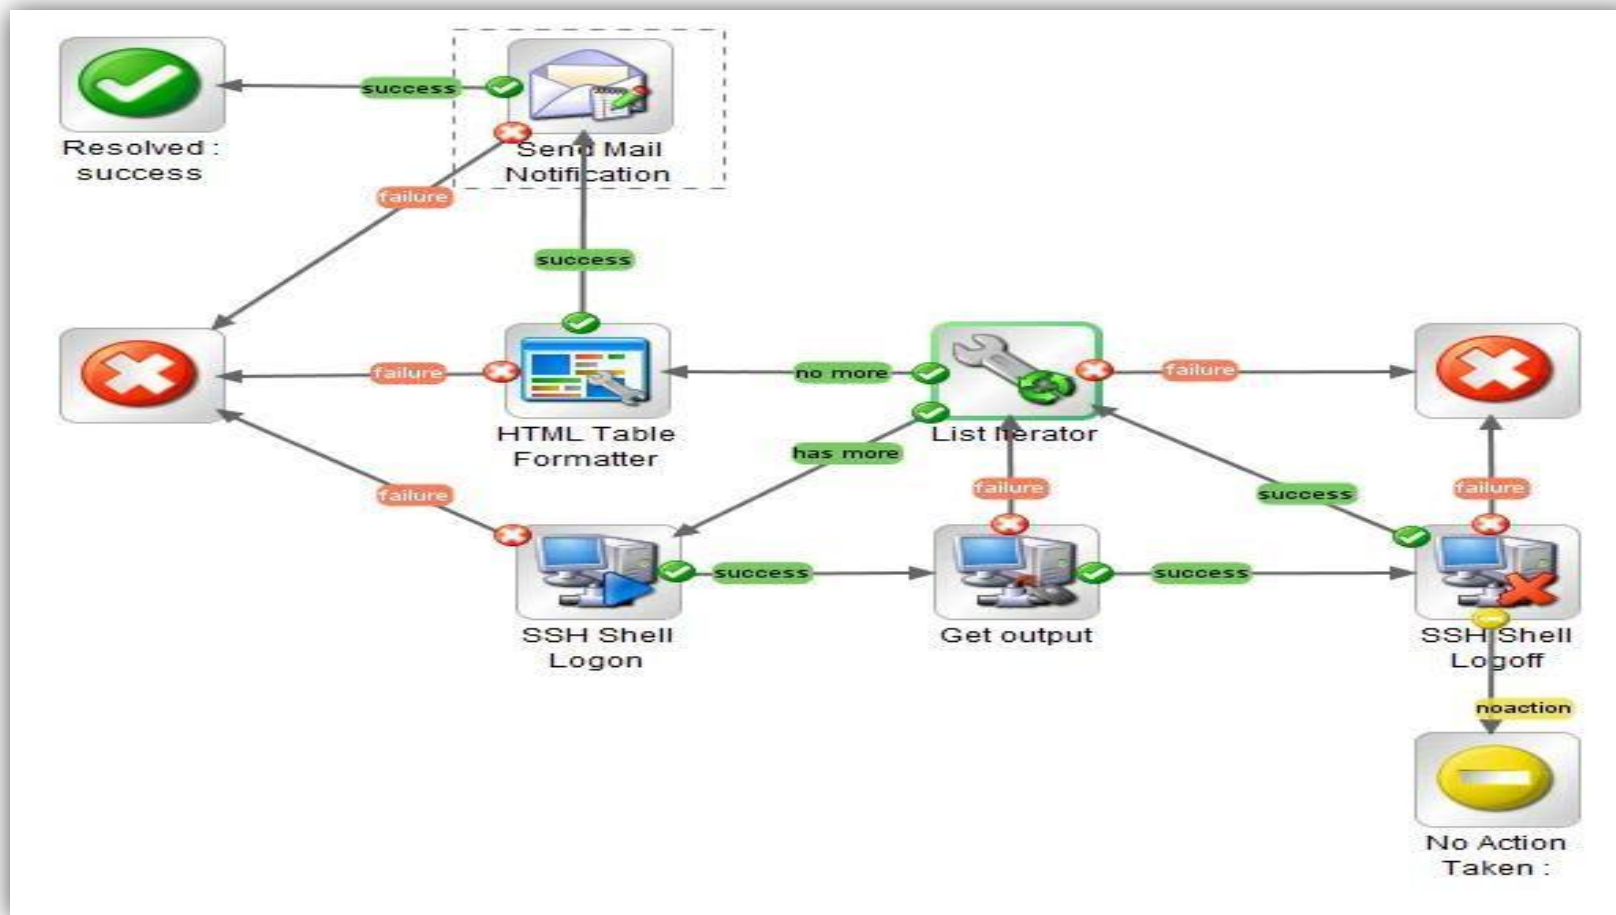 success
Resolved :
success
Send Mail
Notification
failure
success
failure
no more
failure
HTML Table
Formatter
List Iterator
has more
failure
failure
success
failure
success
success
SSH Shell
Logon
Get output
SSH Shell
Logoff
noaction
No Action
Taken :